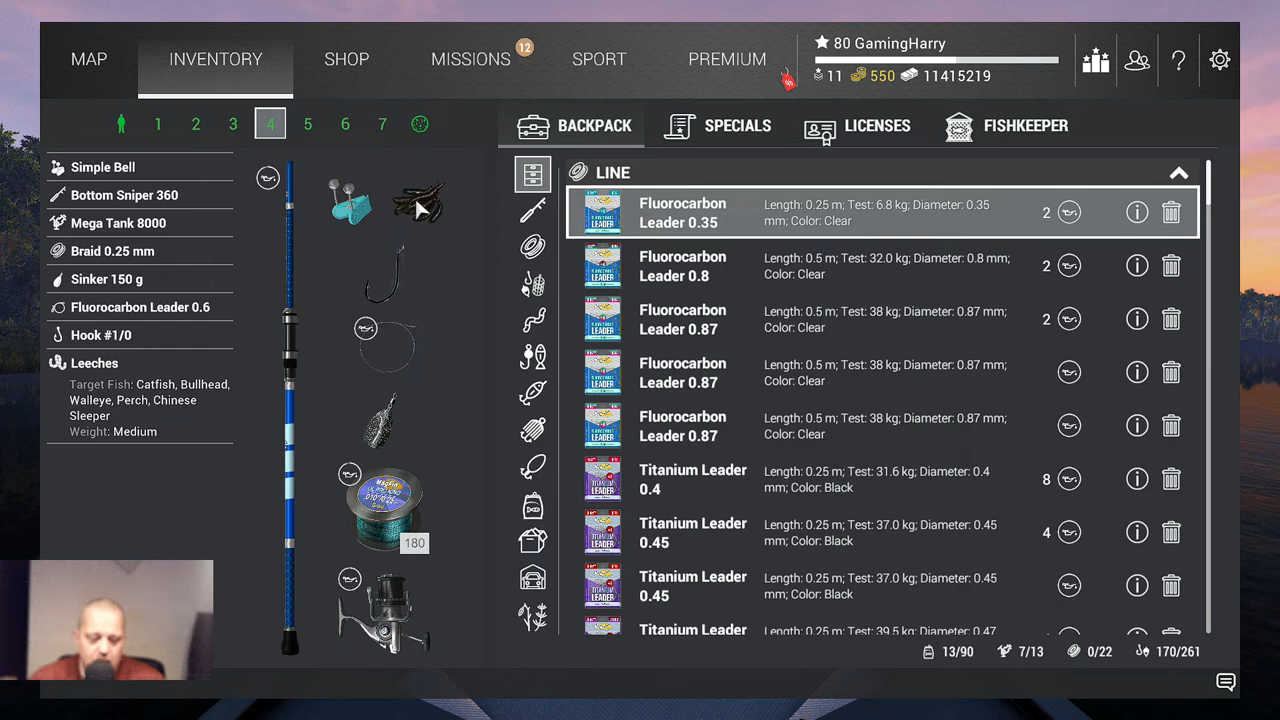 MAP
INVENTORY
SHOP
MISSIONS
12
SPORT
PREMIUM
%
80 GamingHarry
11 550 11415219
?
1 2 3 4 5 6 7
BACKPACK
SPECIALS
LICENSES
FISHKEEPER
Simple Bell
Bottom Sniper 360
Mega Tank 8000
Braid 0.25 mm
Sinker 150 g
Fluorocarbon Leader 0.6
Hook #1/0
Leeches
Target Fish: Catfish, Bullhead,
Walleye, Perch, Chinese
Sleeper
Weight: Medium
180
LINE
Fluorocarbon
Leader 0.35
Length: 0.25 m; Test: 6.8 kg; Diameter: 0.35
mm; Color: Clear
2
Fluorocarbon
Leader 0.8
Length: 0.5 m; Test: 32.0 kg; Diameter: 0.8 mm;
Color: Clear
2
Fluorocarbon
Leader 0.87
Length: 0.5 m; Test: 38 kg; Diameter: 0.87 mm;
Color: Clear
2
Fluorocarbon
Leader 0.87
Length: 0.5 m; Test: 38 kg; Diameter: 0.87 mm;
Color: Clear
Fluorocarbon
Leader 0.87
Length: 0.5 m; Test: 38 kg; Diameter: 0.87 mm;
Color: Clear
Titanium Leader
0.4
Length: 0.25 m; Test: 31.6 kg; Diameter: 0.4
mm; Color: Black
8
Titanium Leader
0.45
Length: 0.25 m; Test: 37.0 kg; Diameter: 0.45
mm; Color: Black
4
Titanium Leader
0.45
Length: 0.25 m; Test: 37.0 kg; Diameter: 0.45
mm; Color: Black
Titanium Leader
Length: 0.25 m; Test: 39.5 kg; Diameter: 0.47
13/90 7/13 0/22 170/261